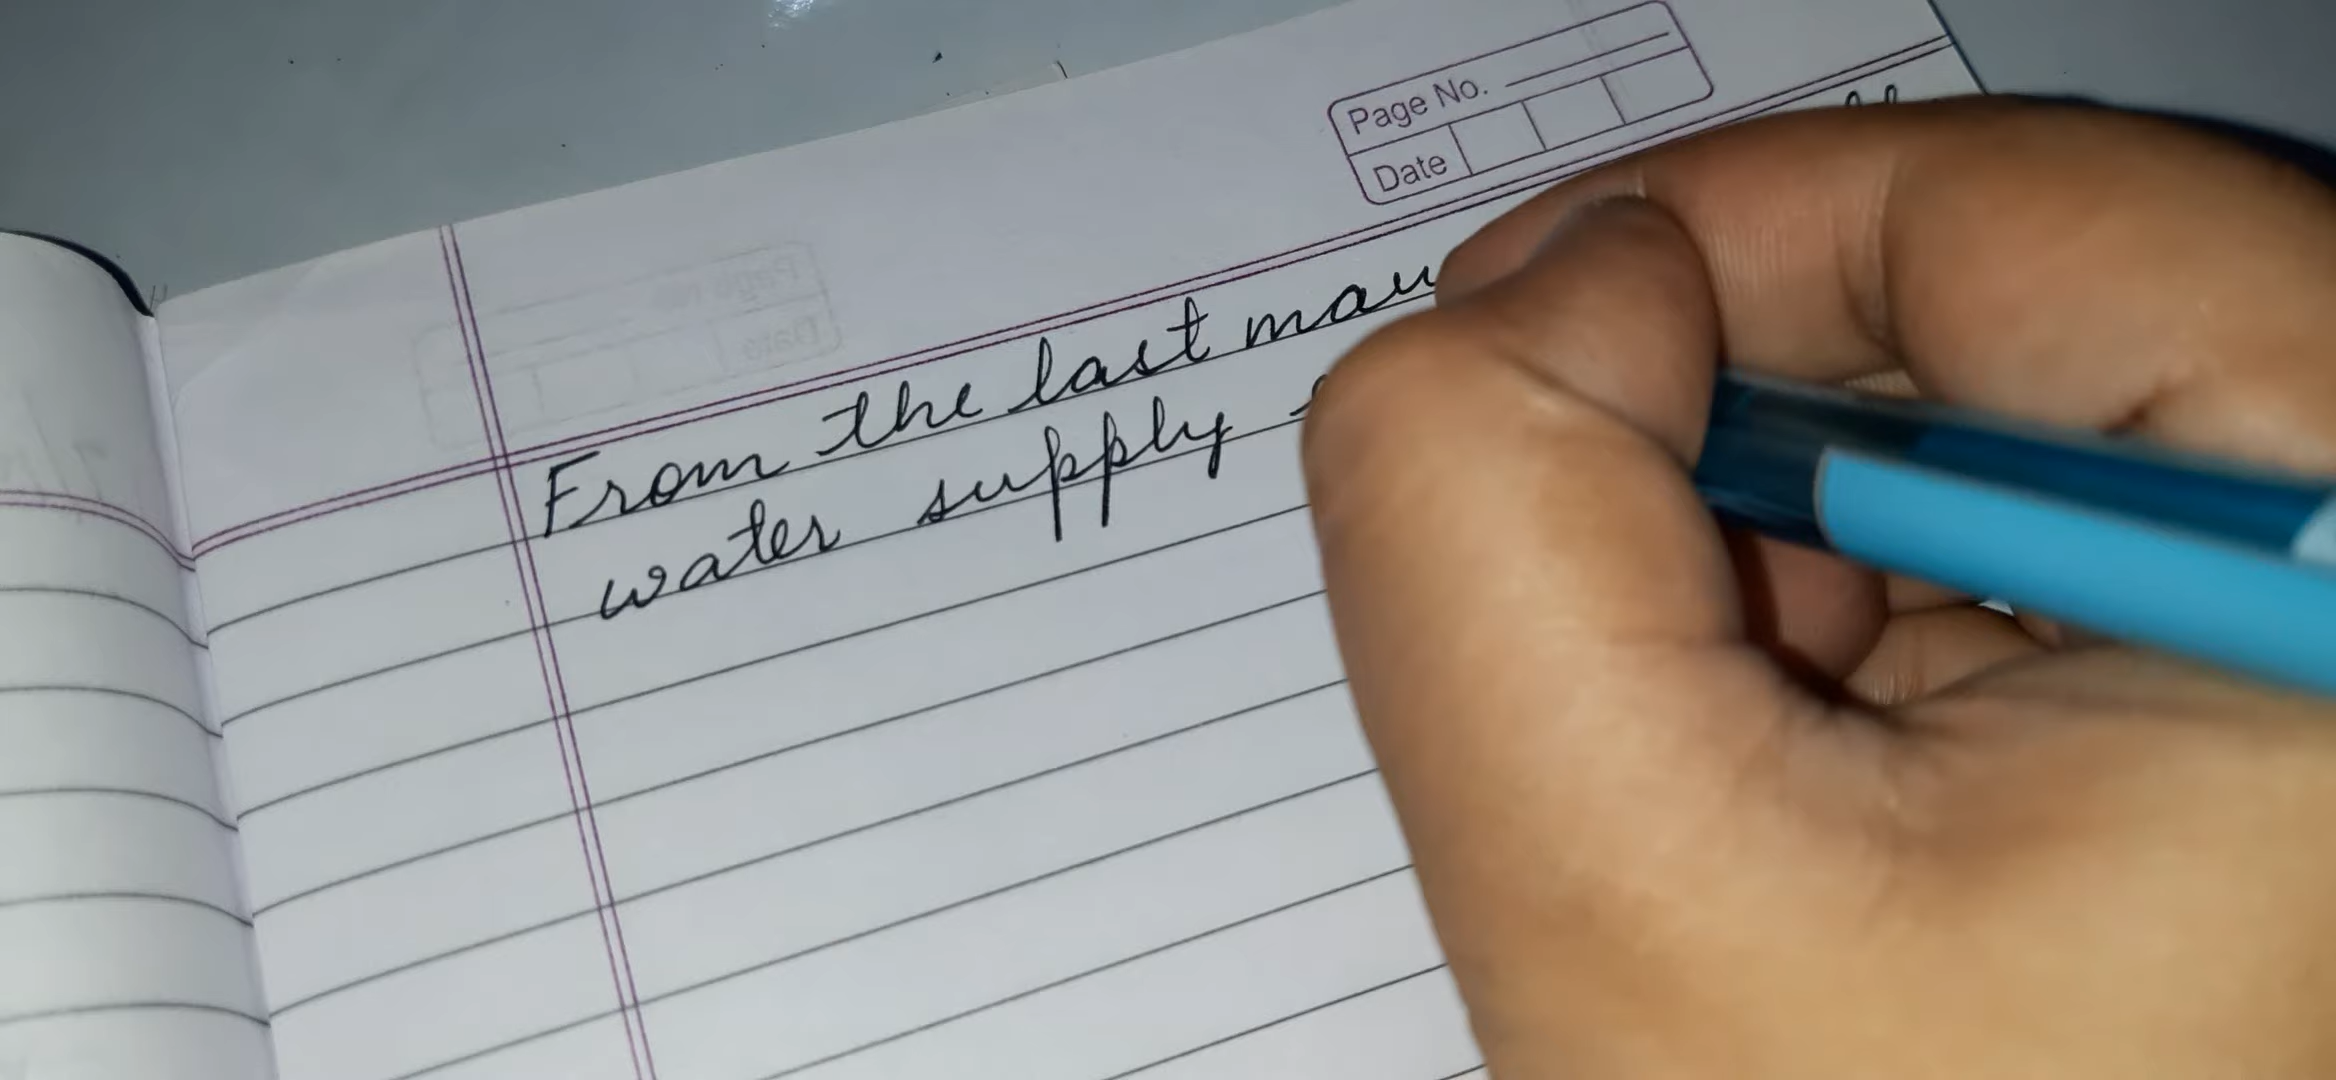 Page No.
Date
From the last
water supply